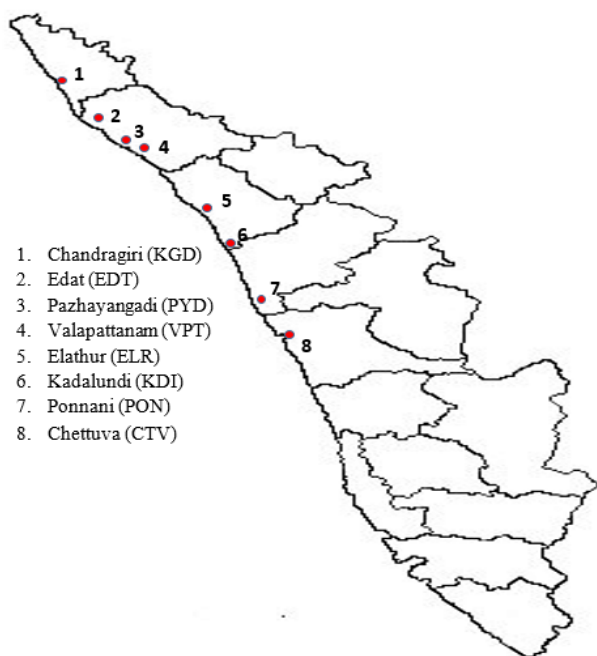 1
2
3
4
5
6
7
8
1. Chandragiri (KGD)
2. Edat (EDT)
3. Pazhayangadi (PYD)
4. Valapattanam (VPT)
5. Elathur (ELR)
6. Kadalundi (KDI)
7. Ponnani (PON)
8. Chettuva (CTV)